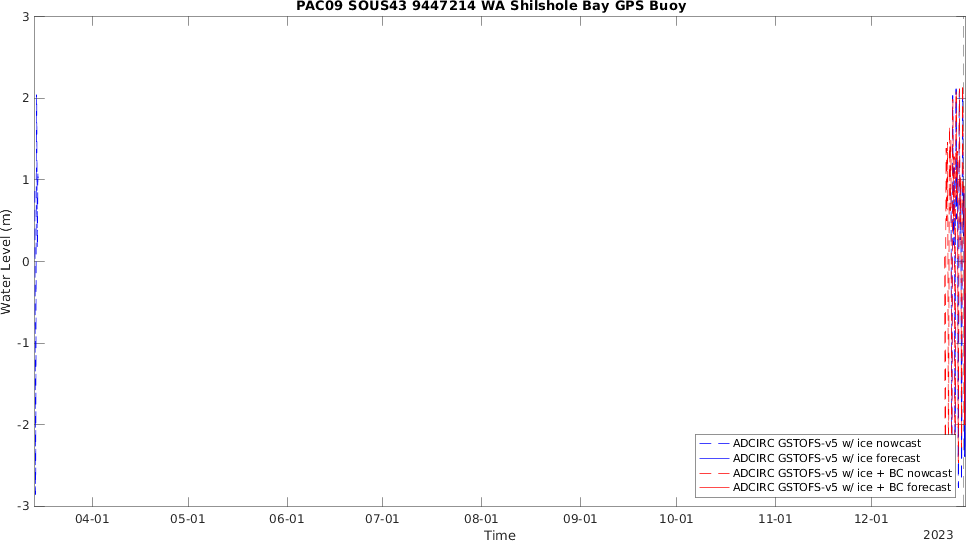 PAC09 SOUS43 9447214 WA Shilshole Bay GPS Buoy
3
2
1
0
-1
-2
-3
Water Level (m)
04-01 05-01 06-01 07-01 08-01 09-01 10-01 11-01 12-01
Time
2023
ADCIRC GSTOFS-v5 w/ ice nowcast
ADCIRC GSTOFS-v5 w/ ice forecast
ADCIRC GSTOFS-v5 w/ ice + BC nowcast
ADCIRC GSTOFS-v5 w/ ice + BC forecast